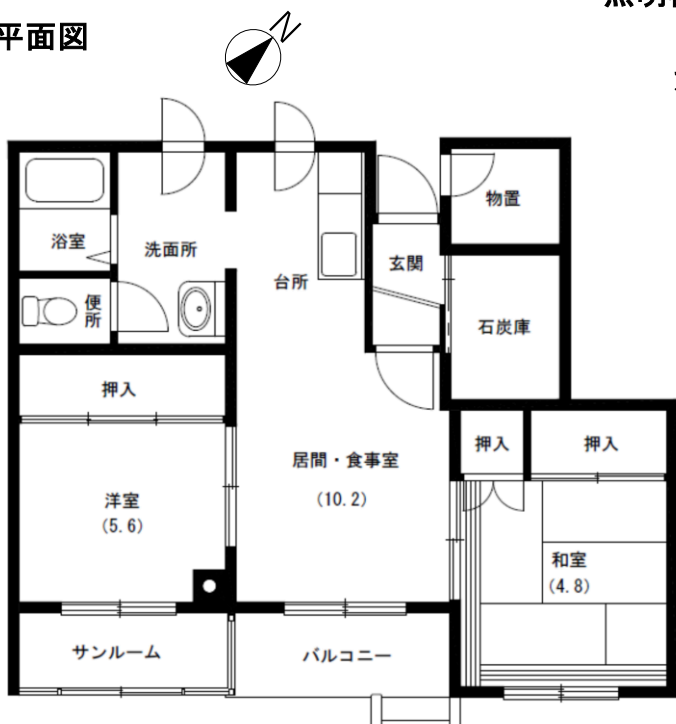 平面図
N
物置
浴室
洗面所
玄関
台所
便所
石炭庫
押入
押入
押入
居間・食事室
(10.2)
洋室
(5.6)
和室
(4.8)
サンルーム
バルコニー